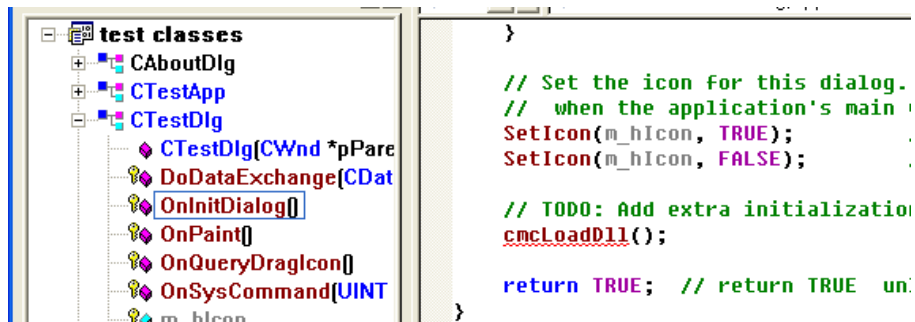 test classes
CAboutDlg
CTestApp
CTestDlg
CTestDlg(CWnd *pPare
DoDataExchange(CDat
OnInitDialog()
OnPaint()
OnQueryDragIcon()
OnSysCommand(UINT
m_hIcon
}
// Set the icon for this dialog.
// when the application's main
SetIcon(m_hIcon, TRUE);
SetIcon(m_hIcon, FALSE);
// TODO: Add extra initialization
cmcLoadDll();
return TRUE; // return TRUE un
}